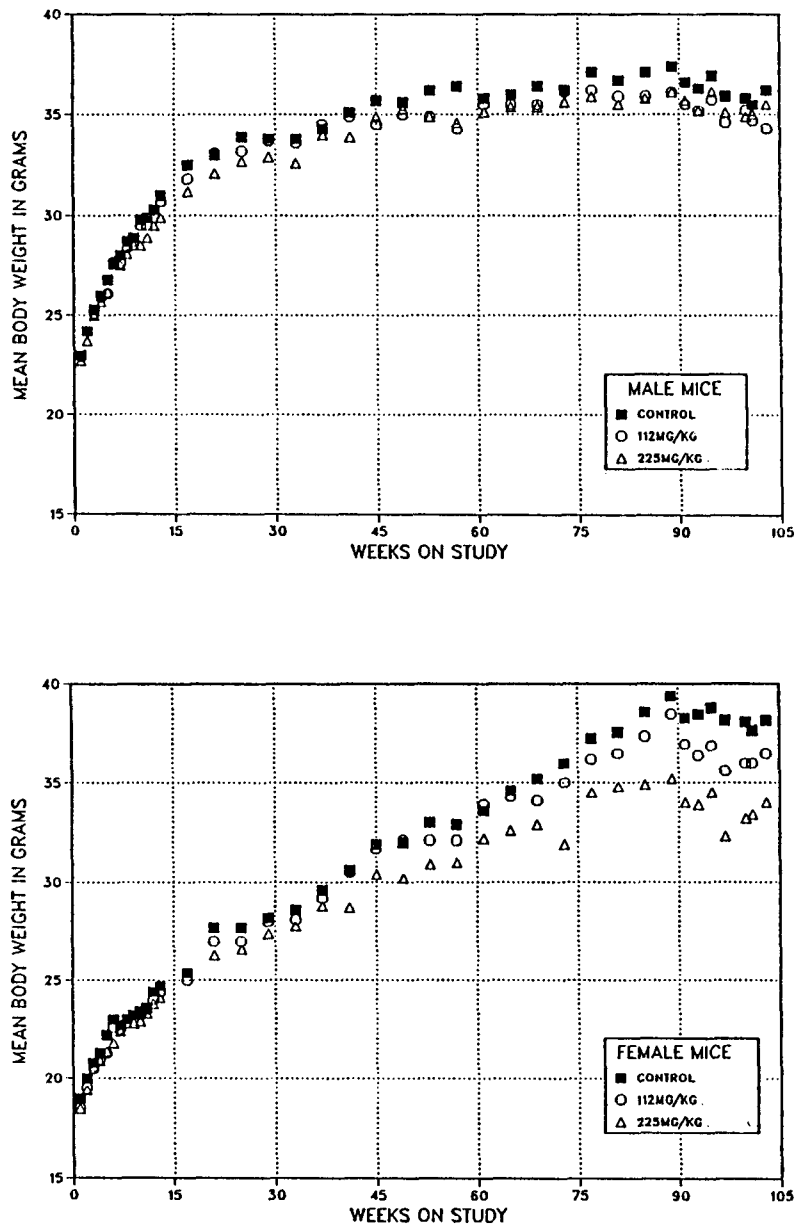 40
35
30
25
20
15
MEAN BODY WEIGHT IN GRAMS
MALE MICE
CONTROL
112MG/KG
225MG/KG
0 15 30 45 60 75 90 105
WEEKS ON STUDY
40
35
30
25
20
15
MEAN BODY WEIGHT IN GRAMS
FEMALE MICE
CONTROL
112MG/KG
225MG/KG
0 15 30 45 60 75 90 105
WEEKS ON STUDY